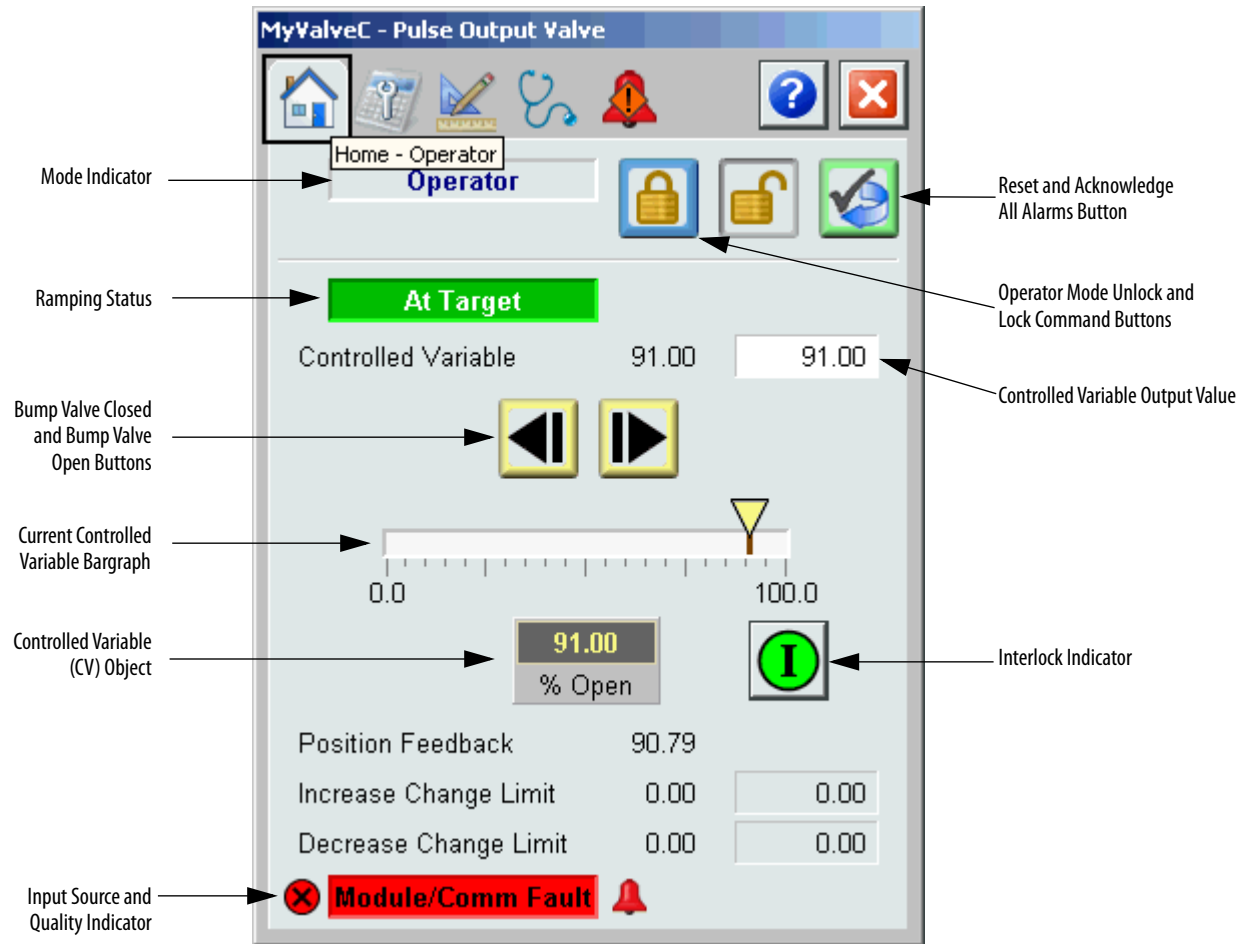 MyValveC - Pulse Output Valve
?
!
Home - Operator
Mode Indicator
Operator
Reset and Acknowledge
All Alarms Button
Ramping Status
At Target
Operator Mode Unlock and
Lock Command Buttons
Controlled Variable 91.00 91.00
Controlled Variable Output Value
Bump Valve Closed
and Bump Valve
Open Buttons
Current Controlled
Variable Bargraph
0.0 100.0
Controlled Variable
(CV) Object
91.00
% Open
I
Interlock Indicator
Position Feedback 90.79
Increase Change Limit 0.00 0.00
Decrease Change Limit 0.00 0.00
Input Source and
Quality Indicator
Module/Comm Fault